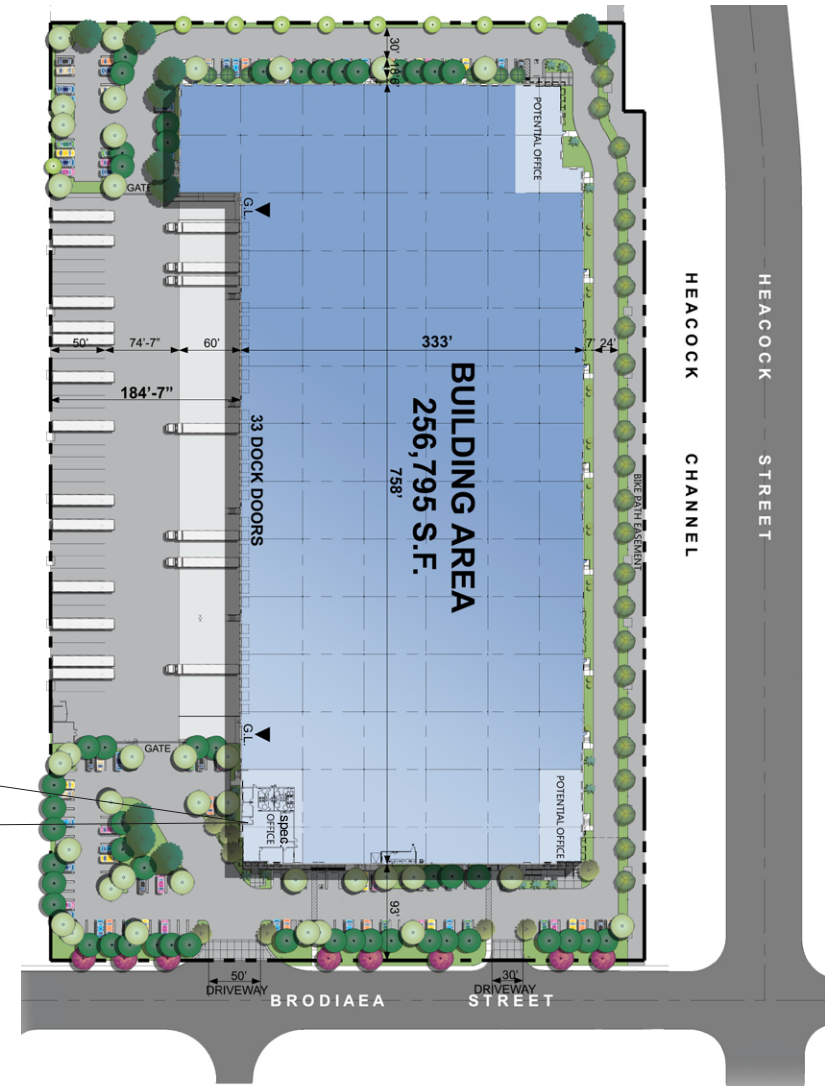 30'
18'6"
POTENTIAL OFFICE
GATE
G.L.
HEACOCK CHANNEL
HEACOCK STREET
50'
74'-7"
60'
333'
7'
24'
184'-7"
33 DOCK DOORS
BUILDING AREA
256,795 S.F.
758'
BIKE PATH EASEMENT
G.L.
GATE
spec
OFFICE
POTENTIAL OFFICE
93'
50'
DRIVEWAY
30'
DRIVEWAY
BRODIAEA STREET